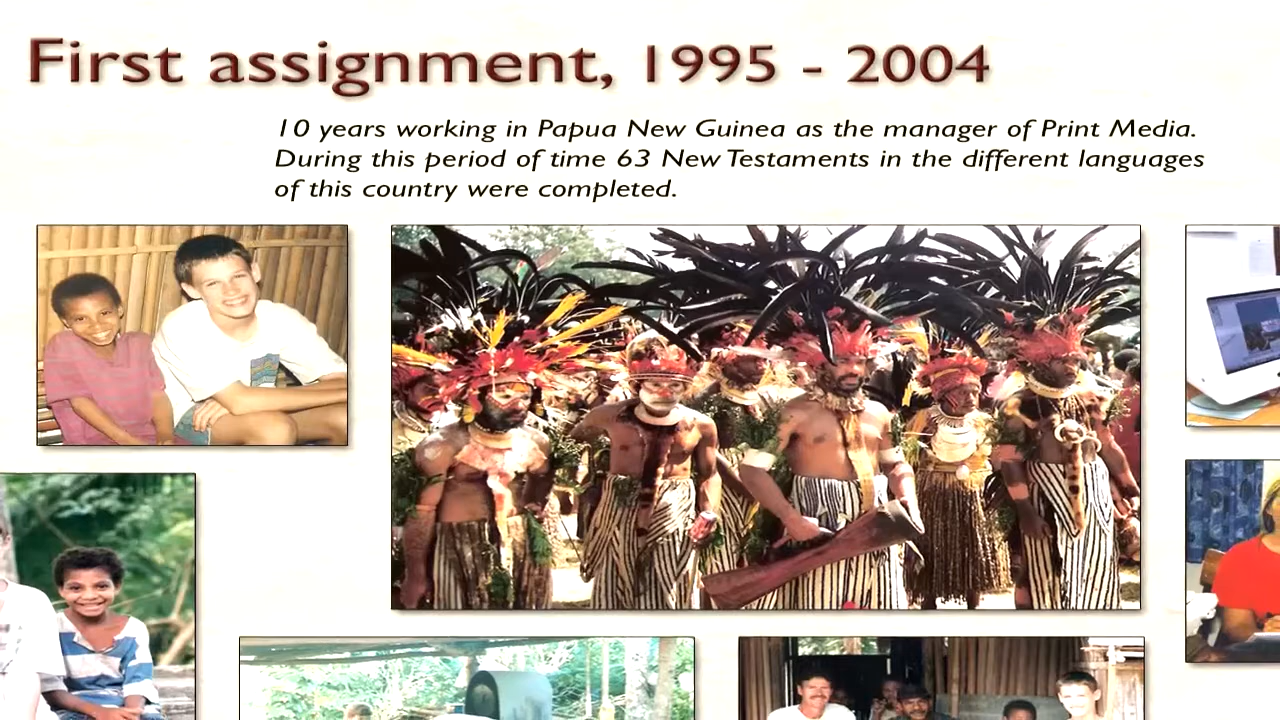 First assignment, 1995 - 2004
10 years working in Papua New Guinea as the manager of Print Media.
During this period of time 63 New Testaments in the different languages
of this country were completed.